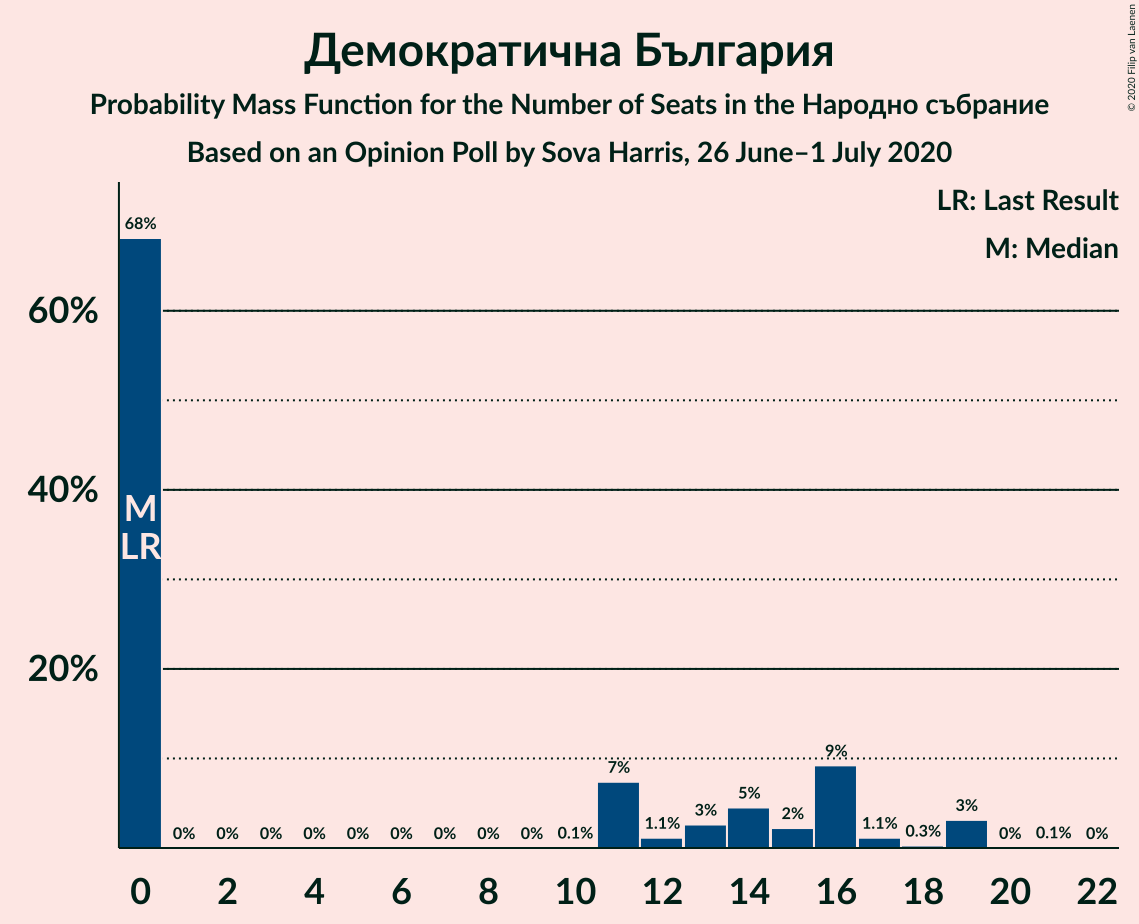 Демократична България
Probability Mass Function for the Number of Seats in the Народно събрание
Based on an Opinion Poll by Sova Harris, 26 June–1 July 2020
© 2020 Filip van Laenen
LR: Last Result
M: Median
60%
40%
20%
68%
M
LR
0%
0%
0%
0%
0%
0%
0%
0%
0%
0.1%
7%
1.1%
3%
5%
2%
9%
1.1%
0.3%
3%
0%
0.1%
0%
0 2 4 6 8 10 12 14 16 18 20 22